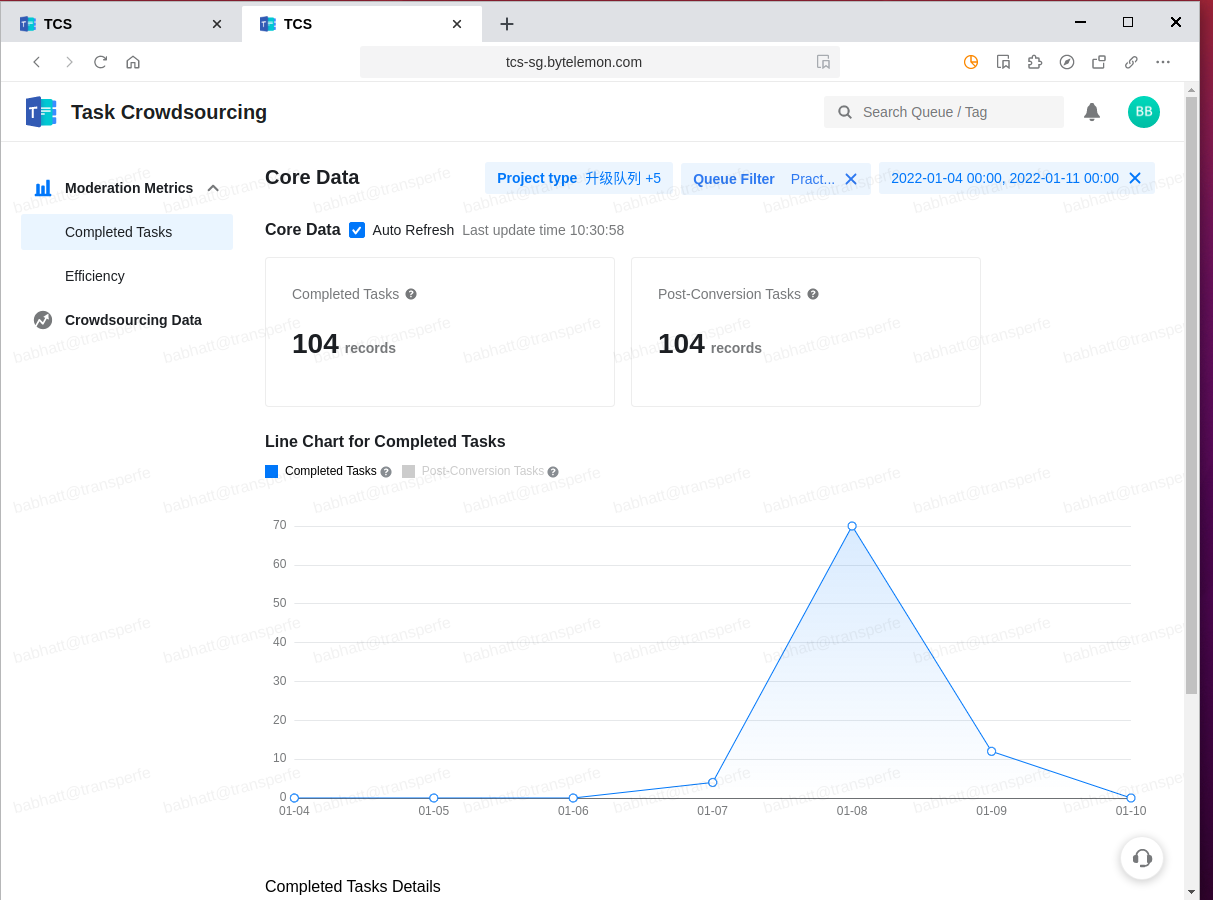 TCS
TCS
tcs-sg.bytelemon.com
Task Crowdsourcing
Search Queue / Tag
BB
Moderation Metrics
Completed Tasks
Efficiency
Crowdsourcing Data
Core Data
Project type 升级队列 +5
Queue Filter Pract...
2022-01-04 00:00, 2022-01-11 00:00
Core Data Auto Refresh Last update time 10:30:58
Completed Tasks
104 records
Post-Conversion Tasks
104 records
Line Chart for Completed Tasks
Completed Tasks Post-Conversion Tasks
70
60
50
40
30
20
10
0
01-04 01-05 01-06 01-07 01-08 01-09 01-10
Completed Tasks Details
babhatt@transperfe